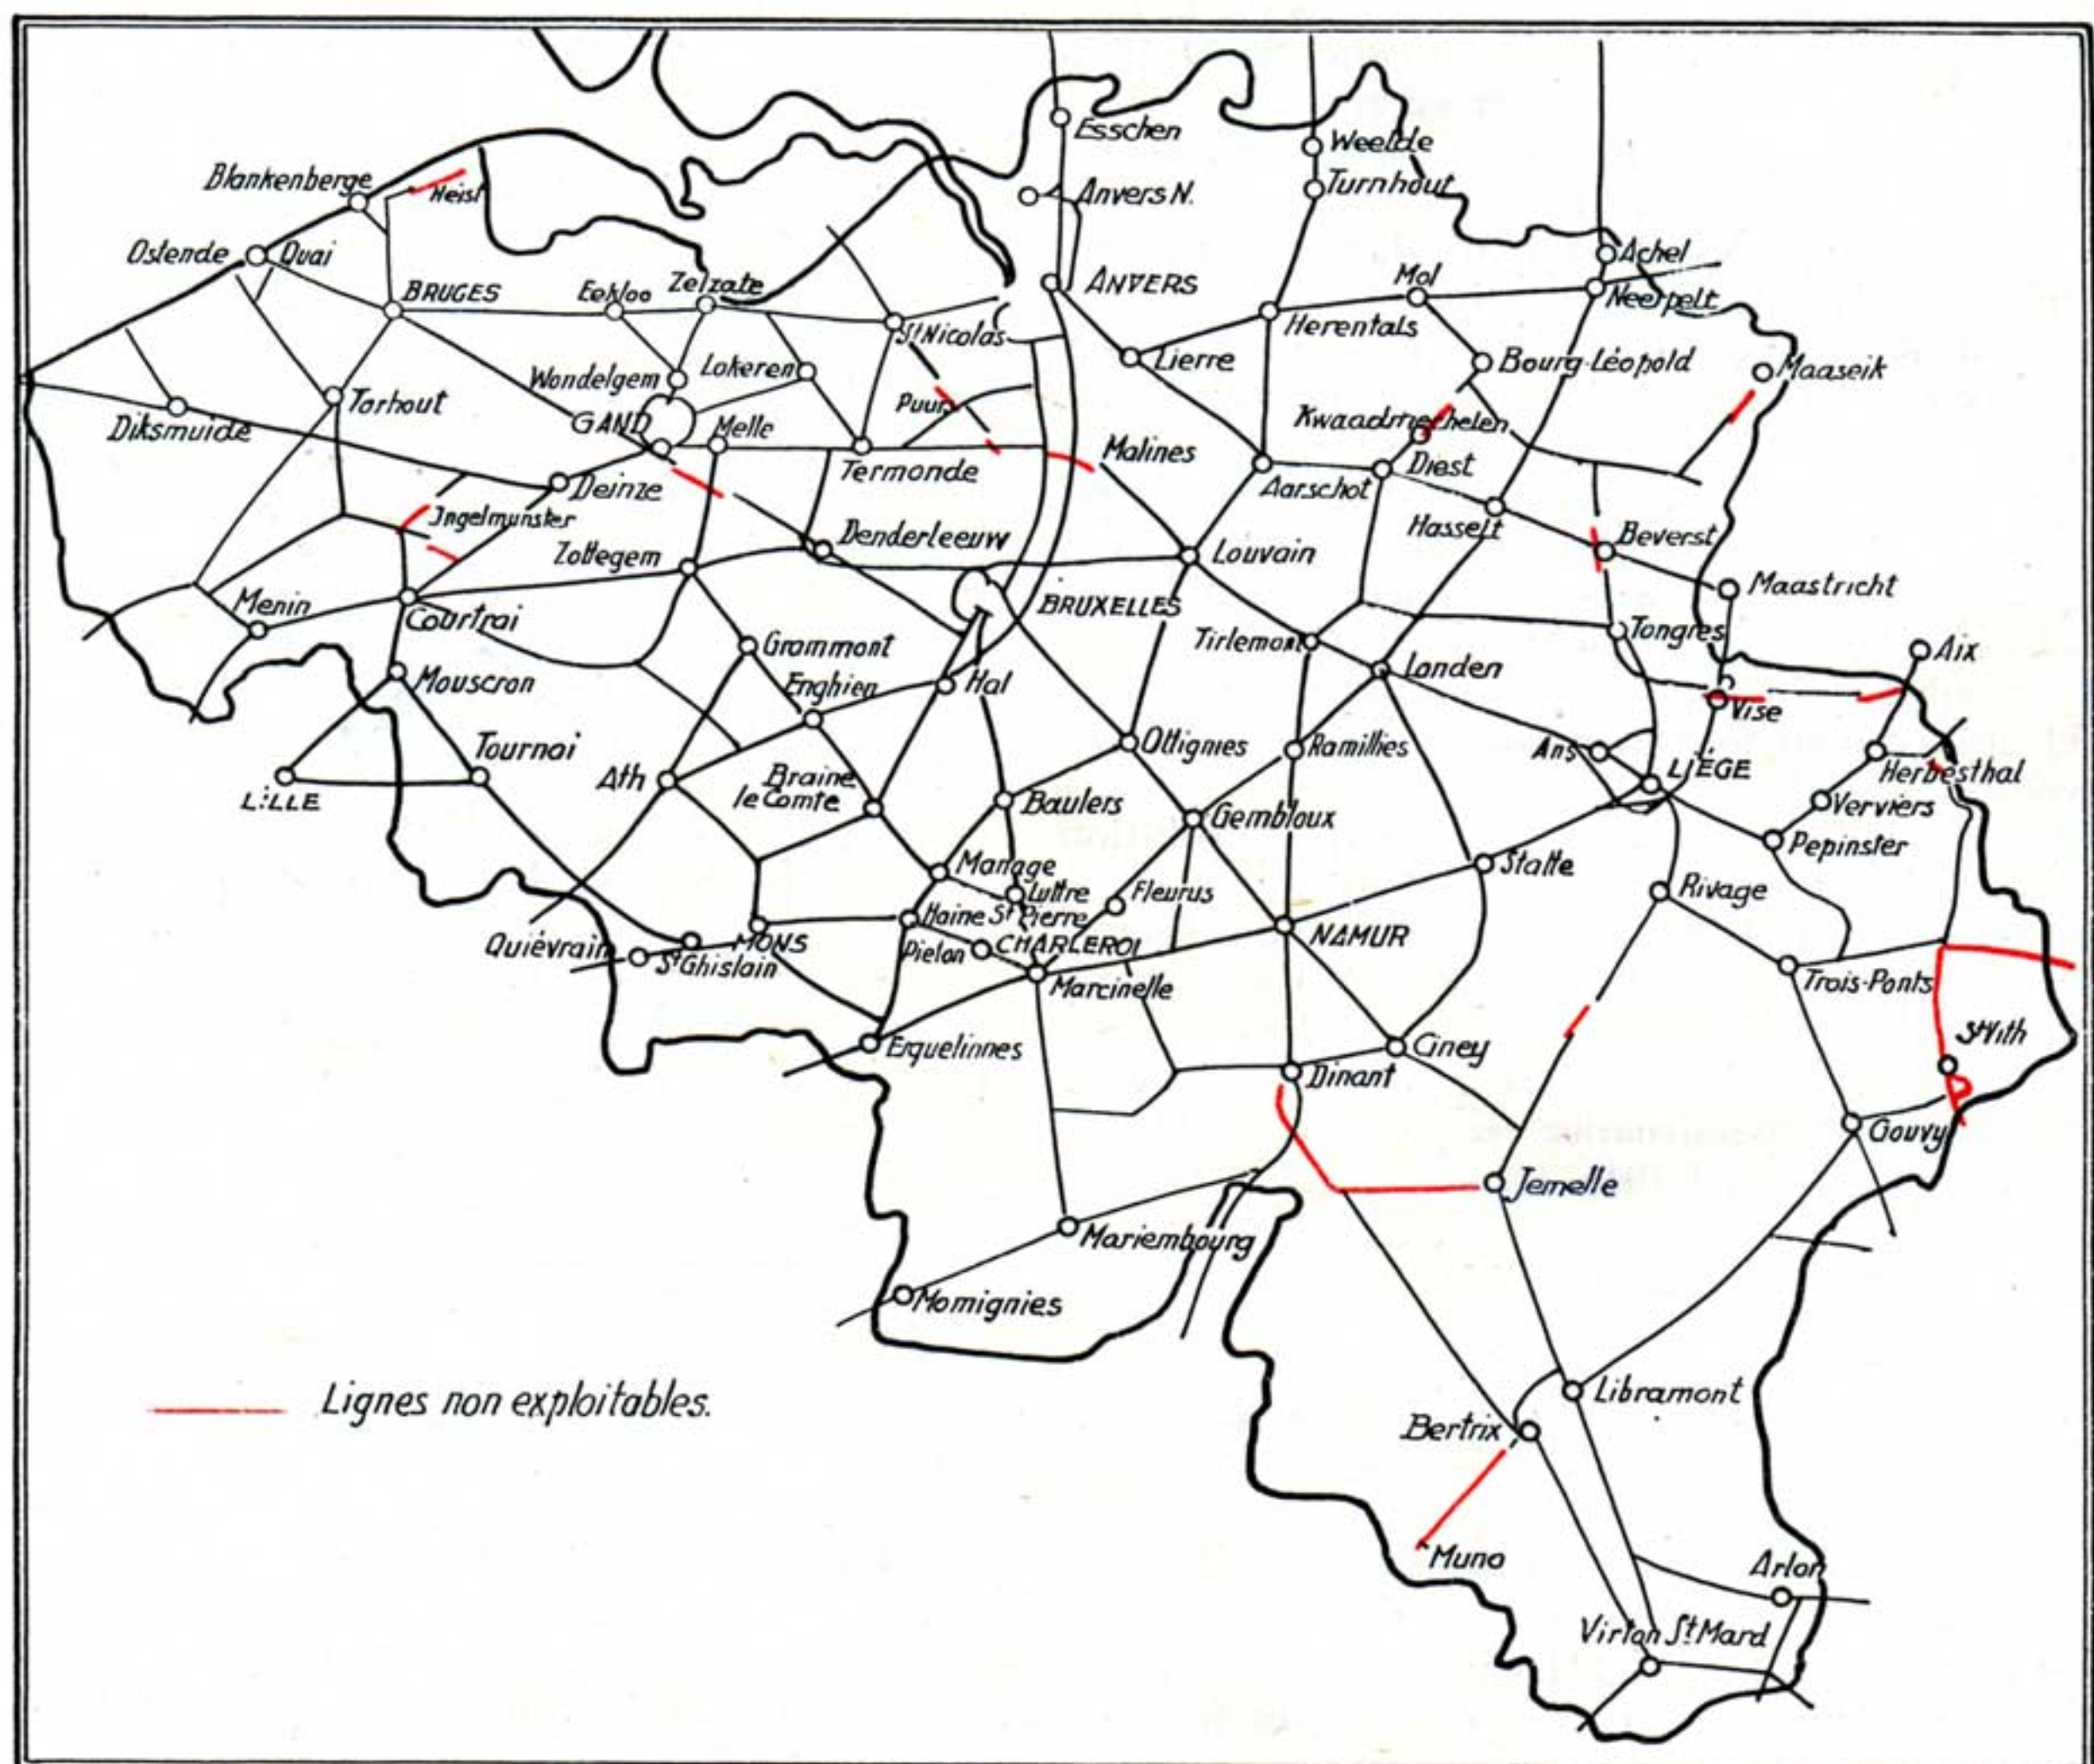 Esschen
Weelde
Blankenberge
Heist
Anvers N.
Turnhout
Ostende
Quai
Achel
BRUGES
Eekloo
Zelzate
ANVERS
Mol
Neerpelt
St Nicolas
Herentals
Wondelgem
Lokeren
Lierre
Bourg-Léopold
Maaseik
Torhout
Puurs
Diksmuide
GAND
Melle
Kwaadmechelen
Termonde
Malines
Aarschot
Diest
Deinze
Ingelmunster
Hasselt
Beverst
Zottegem
Denderleeuw
Louvain
Maastricht
Menin
Courtrai
BRUXELLES
Tirlemont
Tongres
Grammont
Landen
Aix
Mouscron
Enghien
Hal
Visé
Tournai
Ottignies
Ramillies
Ans
LIÈGE
Herbesthal
LILLE
Ath
Braine
le Comte
Baulers
Gembloux
Verviers
Pepinster
Manage
Statte
Luttre
Fleurus
Rivage
Haine St Pierre
Quiévrain
MONS
Pieton
CHARLEROI
NAMUR
St Ghislain
Marcinelle
Trois-Ponts
St Vith
Erquelinnes
Ciney
Dinant
Gouvy
Jemelle
Mariembourg
Momignies
Lignes non exploitables.
Libramont
Bertrix
Muno
Arlon
Virton St Mard